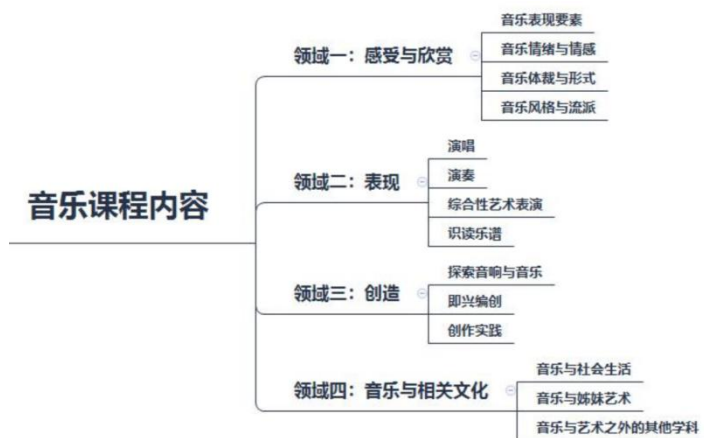 音乐课程内容
领域一：感受与欣赏
音乐表现要素
音乐情绪与情感
音乐体裁与形式
音乐风格与流派
领域二：表现
演唱
演奏
综合性艺术表演
识读乐谱
领域三：创造
探索音响与音乐
即兴编创
创作实践
领域四：音乐与相关文化
音乐与社会生活
音乐与姊妹艺术
音乐与艺术之外的其他学科